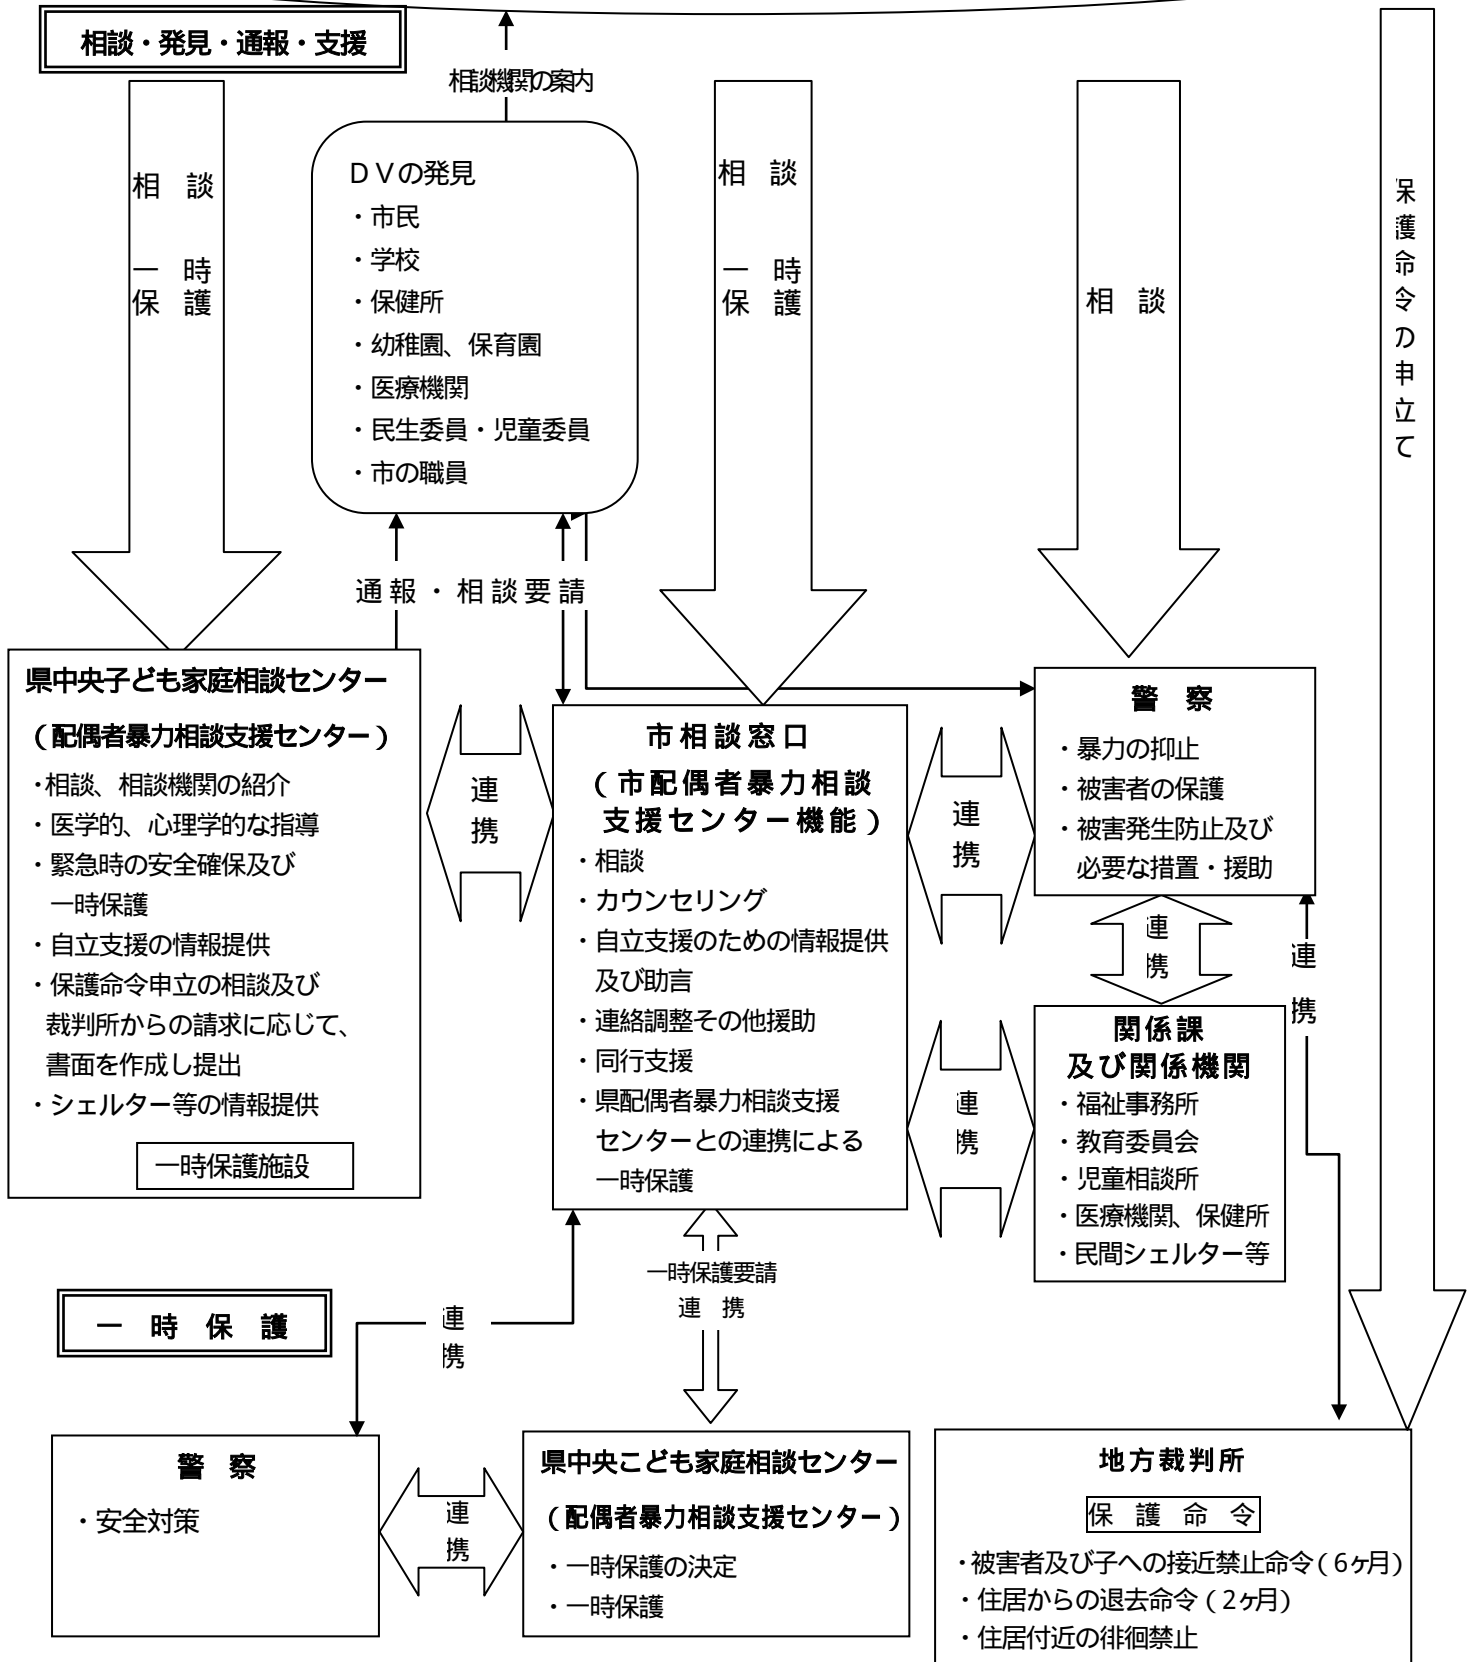 相談・発見・通報・支援
相談機関の案内
相 談
一 時
保 護
DVの発見
・市民
・学校
・保健所
・幼稚園、保育園
・医療機関
・民生委員・児童委員
・市の職員
相 談
一 時
保 護
相 談
保護命令の申立て
通報・相談要請
県中央子ども家庭相談センター
（配偶者暴力相談支援センター）
・相談、相談機関の紹介
・医学的、心理学的な指導
・緊急時の安全確保及び
一時保護
・自立支援の情報提供
・保護命令申立の相談及び
裁判所からの請求に応じて、
書面を作成し提出
・シェルター等の情報提供
一時保護施設
連
携
市相談窓口
（市配偶者暴力相談
支援センター機能）
・相談
・カウンセリング
・自立支援のための情報提供
及び助言
・連絡調整その他援助
・同行支援
・県配偶者暴力相談支援
センターとの連携による
一時保護
連
携
警 察
・暴力の抑止
・被害者の保護
・被害発生防止及び
必要な措置・援助
連
携
連
携
連
携
関係課
及び関係機関
・福祉事務所
・教育委員会
・児童相談所
・医療機関、保健所
・民間シェルター等
一 時 保 護
連
携
一時保護要請
連 携
警 察
・安全対策
連
携
県中央こども家庭相談センター
（配偶者暴力相談支援センター）
・一時保護の決定
・一時保護
地方裁判所
保 護 命 令
・被害者及び子への接近禁止命令（6ヶ月）
・住居からの退去命令（2ヶ月）
・住居付近の徘徊禁止